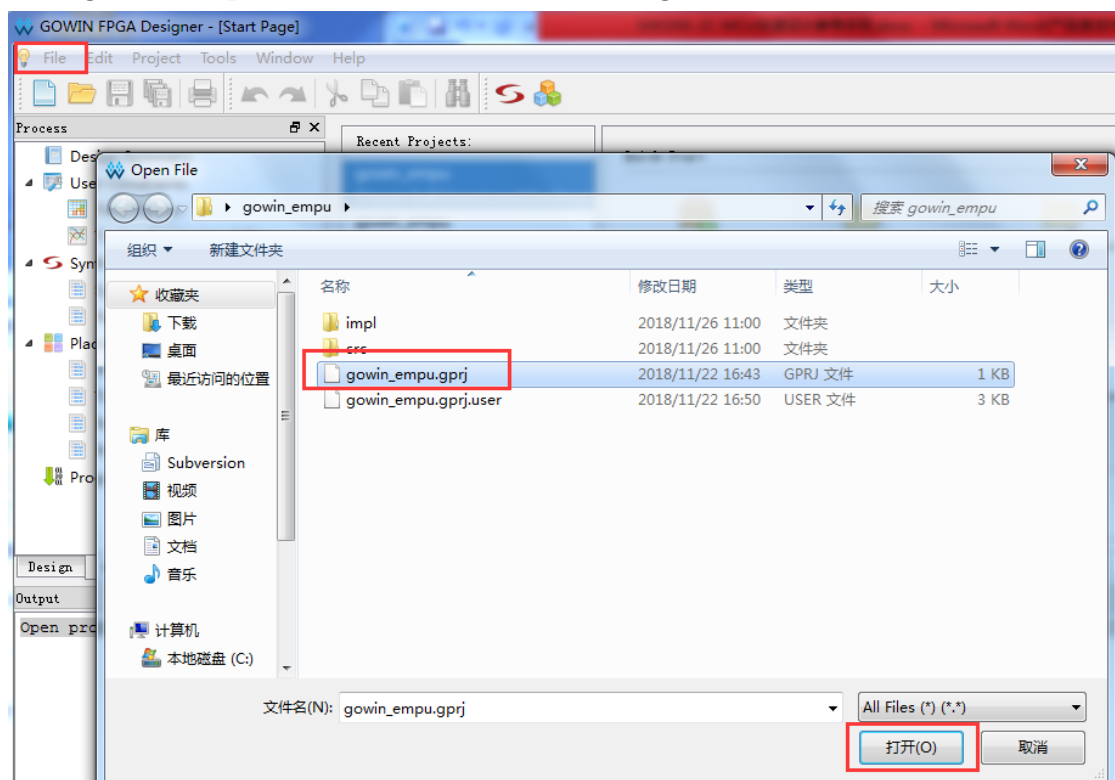 GOWIN FPGA Designer - [Start Page]
File Edit Project Tools Window Help
Process
Recent Projects:
Open File
gowin_empu
搜索 gowin_empu
组织 新建文件夹
名称 修改日期 类型 大小
收藏夹
下载
桌面
最近访问的位置
库
Subversion
视频
图片
文档
音乐
计算机
本地磁盘 (C:)
impl 2018/11/26 11:00 文件夹
src 2018/11/26 11:00 文件夹
gowin_empu.gprj 2018/11/22 16:43 GPRJ 文件 1 KB
gowin_empu.gprj.user 2018/11/22 16:50 USER 文件 3 KB
Design
Output
Open
文件名(N): gowin_empu.gprj All Files (*) (*.*)
打开(O) 取消